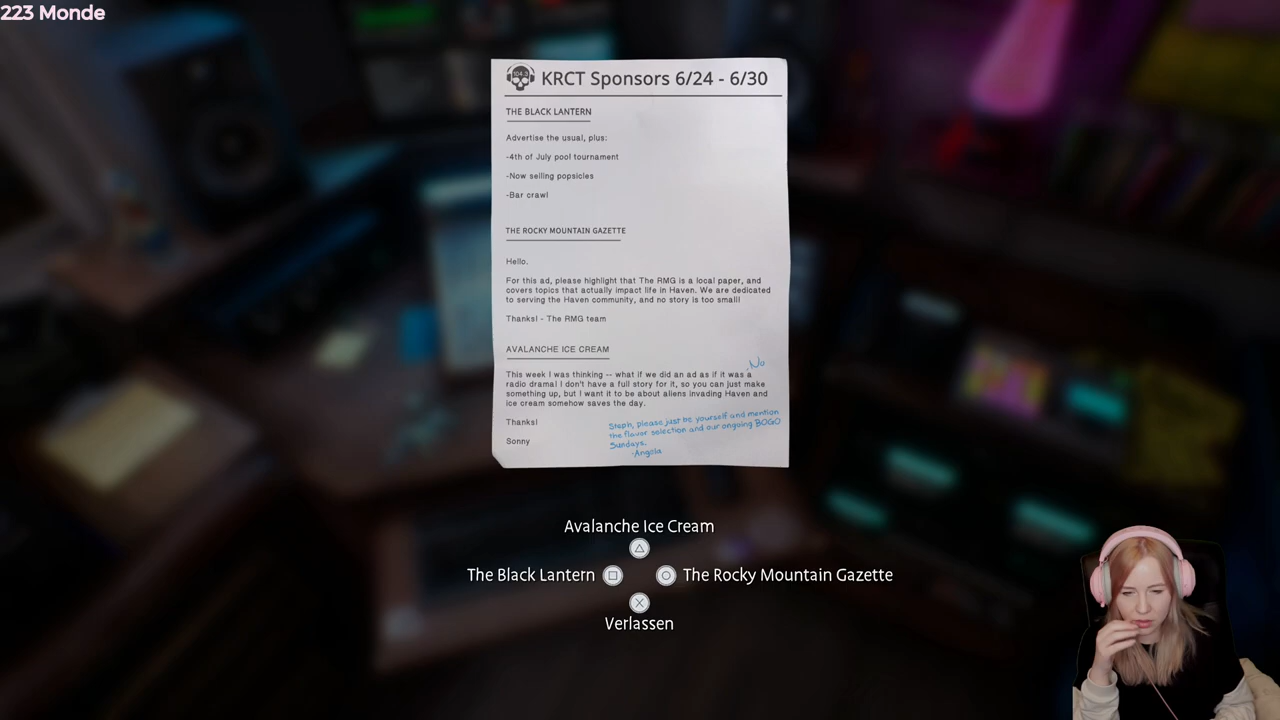 223 Monde
KRCT Sponsors 6/24 - 6/30
THE BLACK LANTERN
Advertise the usual, plus:
-4th of July pool tournament
-Now selling popsicles
-Bar crawl
THE ROCKY MOUNTAIN GAZETTE
Hello.
For this ad, please highlight that The RMG is a local paper, and
covers topics that actually impact life in Haven. We are dedicated
to serving the Haven community, and no story is too small!
Thanks! - The RMG team
AVALANCHE ICE CREAM
No
This week I was thinking -- what if we did an ad as if it was a
radio drama! I don't have a full story for it, so you can just make
something up, but I want it to be about aliens invading Haven and
ice cream somehow saves the day.
Thanks!
Sonny
Steph, please just be yourself and mention
the flavor selection and our ongoing BOGO
Sundays.
-Angela
Avalanche Ice Cream
The Black Lantern
The Rocky Mountain Gazette
Verlassen